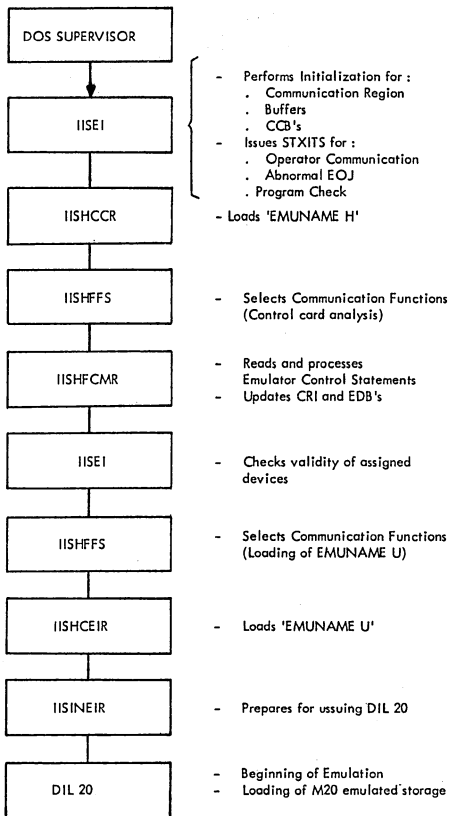 DOS SUPERVISOR
IISEI
- Performs Initialization for :
. Communication Region
. Buffers
. CCB's
- Issues STXITS for :
. Operator Communication
. Abnormal EOJ
. Program Check
IISHCCR
- Loads 'EMUNAME H'
IISHFFS
- Selects Communication Functions
(Control card analysis)
IISHFCMR
- Reads and processes
Emulator Control Statements
- Updates CRI and EDB's
IISEI
- Checks validity of assigned
devices
IISHFFS
- Selects Communication Functions
(Loading of EMUNAME U)
IISHCEIR
- Loads 'EMUNAME U'
IISINEIR
- Prepares for ussuing DIL 20
DIL 20
- Beginning of Emulation
- Loading of M20 emulated storage